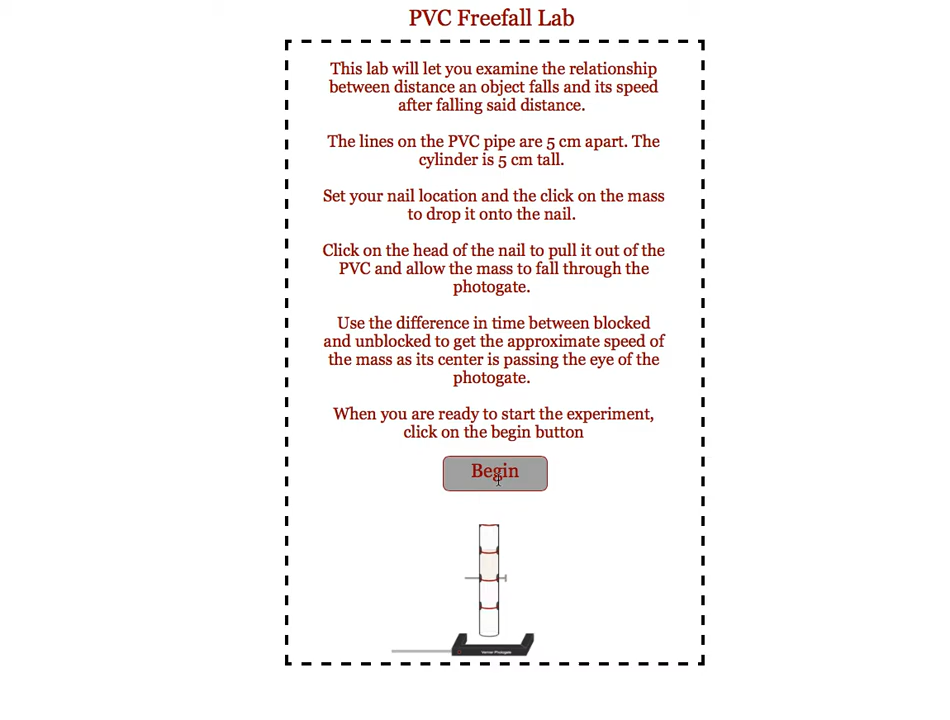 PVC Freefall Lab
This lab will let you examine the relationship
between distance an object falls and its speed
after falling said distance.
The lines on the PVC pipe are 5 cm apart. The
cylinder is 5 cm tall.
Set your nail location and the click on the mass
to drop it onto the nail.
Click on the head of the nail to pull it out of the
PVC and allow the mass to fall through the
photogate.
Use the difference in time between blocked
and unblocked to get the approximate speed of
the mass as its center is passing the eye of the
photogate.
When you are ready to start the experiment,
click on the begin button
Begin
Vernier Photogate